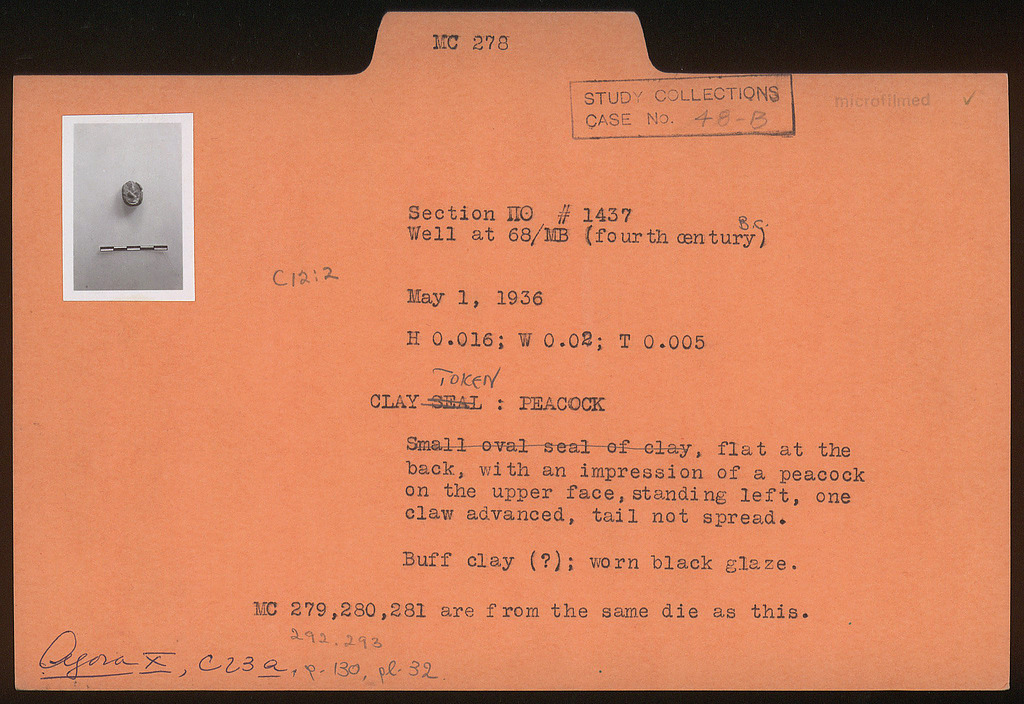 MC 278
STUDY COLLECTIONS
CASE No. 48-B
microfilmed ✓
Section ΠΘ # 1437
Well at 68/ΜΒ (fourth century B.C.)
C12:2
May 1, 1936
H 0.016; W 0.02; T 0.005
TOKEN
CLAY SEAL : PEACOCK
Small oval seal of clay, flat at the
back, with an impression of a peacock
on the upper face, standing left, one
claw advanced, tail not spread.
Buff clay (?); worn black glaze.
MC 279,280,281 are from the same die as this.
292, 293
Agora X, C23a, p. 130, pl. 32.